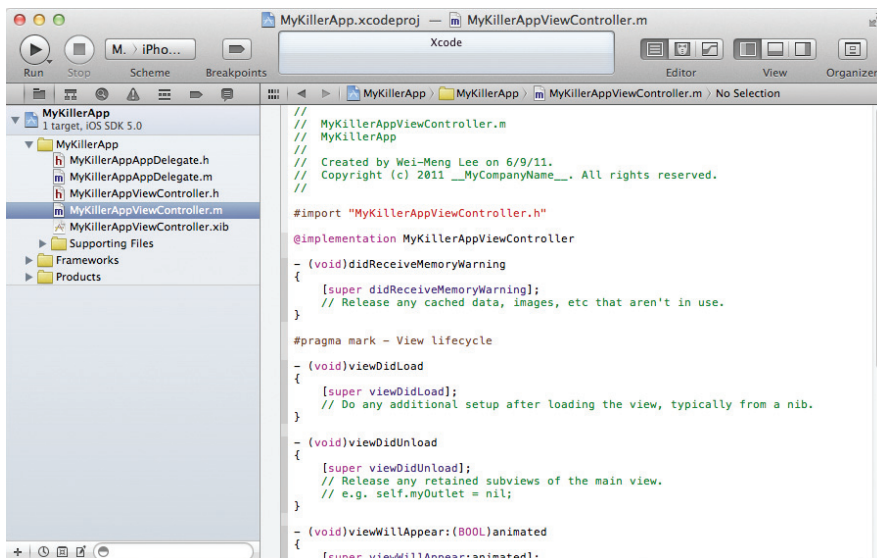 MyKillerApp.xcodeproj — m MyKillerAppViewController.m
M. › iPho...
Xcode
Run Stop Scheme Breakpoints Editor View Organizer
MyKillerApp › MyKillerApp › m MyKillerAppViewController.m › No Selection
MyKillerApp
1 target, iOS SDK 5.0
MyKillerApp
h MyKillerAppAppDelegate.h
m MyKillerAppAppDelegate.m
h MyKillerAppViewController.h
m MyKillerAppViewController.m
MyKillerAppViewController.xib
Supporting Files
Frameworks
Products
//
// MyKillerAppViewController.m
// MyKillerApp
//
// Created by Wei-Meng Lee on 6/9/11.
// Copyright (c) 2011 __MyCompanyName__. All rights reserved.
//
#import "MyKillerAppViewController.h"
@implementation MyKillerAppViewController
- (void)didReceiveMemoryWarning
{
[super didReceiveMemoryWarning];
// Release any cached data, images, etc that aren't in use.
}
#pragma mark - View lifecycle
- (void)viewDidLoad
{
[super viewDidLoad];
// Do any additional setup after loading the view, typically from a nib.
}
- (void)viewDidUnload
{
[super viewDidUnload];
// Release any retained subviews of the main view.
// e.g. self.myOutlet = nil;
}
- (void)viewWillAppear:(BOOL)animated
{
[super viewWillAppear:animated];